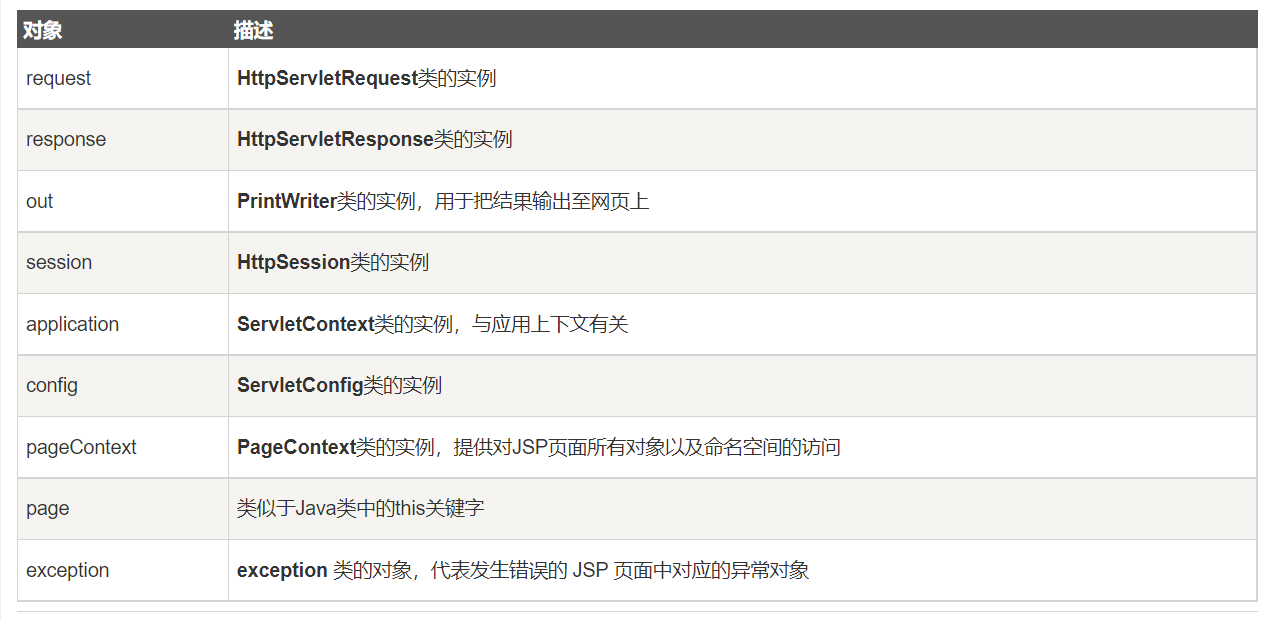 对象 描述
request HttpServletRequest类的实例
response HttpServletResponse类的实例
out PrintWriter类的实例，用于把结果输出至网页上
session HttpSession类的实例
application ServletContext类的实例，与应用上下文有关
config ServletConfig类的实例
pageContext PageContext类的实例，提供对JSP页面所有对象以及命名空间的访问
page 类似于Java类中的this关键字
exception exception 类的对象，代表发生错误的 JSP 页面中对应的异常对象